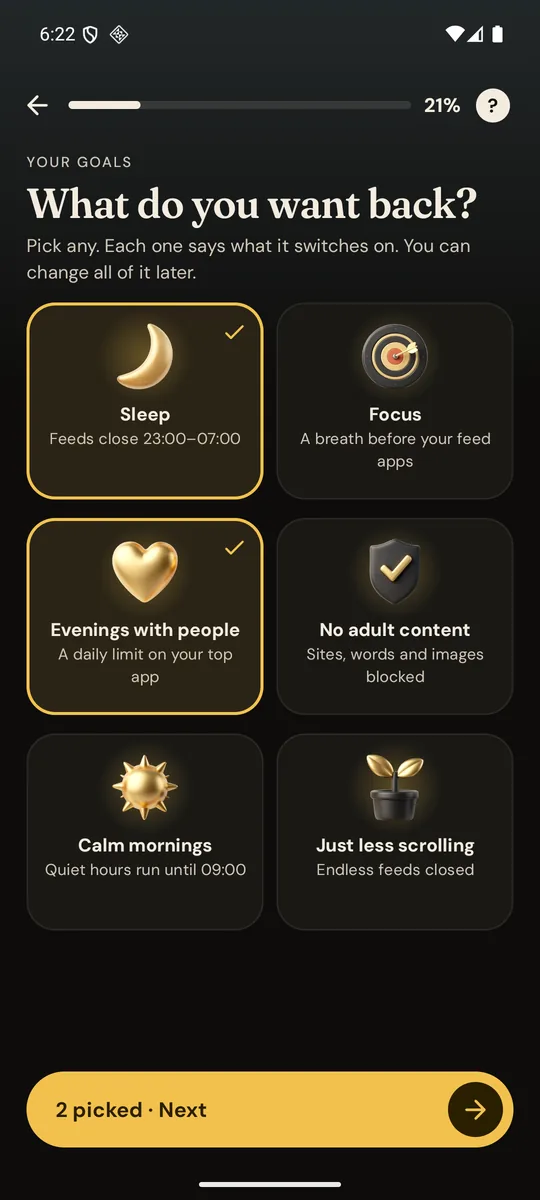 6:22
21%
?
YOUR GOALS
What do you want back?
Pick any. Each one says what it switches on. You can
change all of it later.
Sleep
Feeds close 23:00–07:00
Focus
A breath before your feed
apps
Evenings with people
A daily limit on your top
app
No adult content
Sites, words and images
blocked
Calm mornings
Quiet hours run until 09:00
Just less scrolling
Endless feeds closed
2 picked · Next